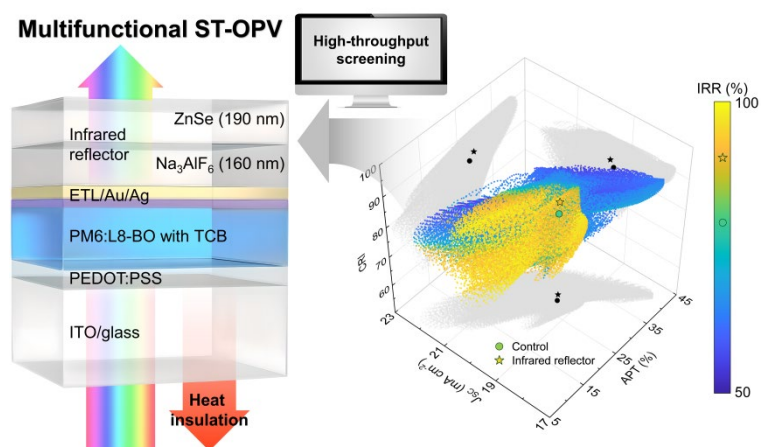 Multifunctional ST-OPV
High-throughput
screening
ZnSe (190 nm)
Infrared
reflector
Na₃AlF₆ (160 nm)
ETL/Au/Ag
PM6:L8-BO with TCB
PEDOT:PSS
ITO/glass
Heat
insulation
IRR (%)
100
50
CRI
100
90
80
70
60
23
21
19
17
J_SC (mA cm⁻²)
5
15
25
35
45
APT (%)
Control
Infrared reflector